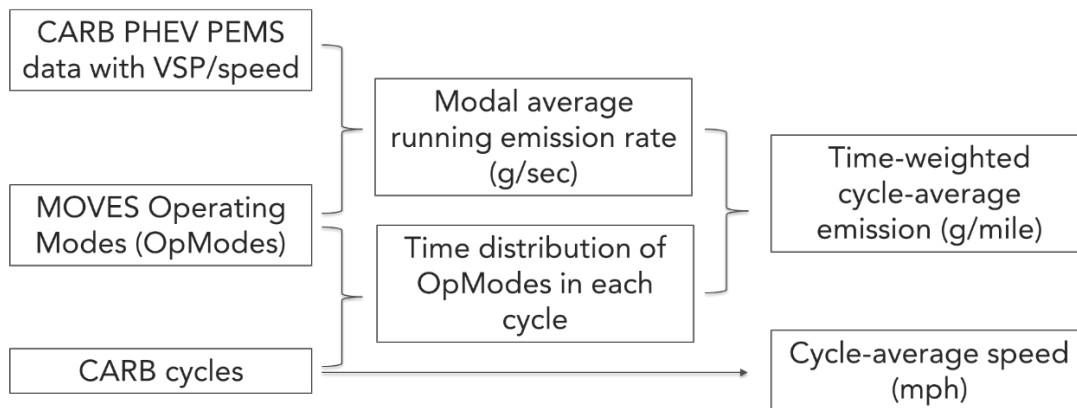 CARB PHEV PEMS
data with VSP/speed
MOVES Operating
Modes (OpModes)
CARB cycles
Modal average
running emission rate
(g/sec)
Time distribution of
OpModes in each
cycle
Time-weighted
cycle-average
emission (g/mile)
Cycle-average speed
(mph)